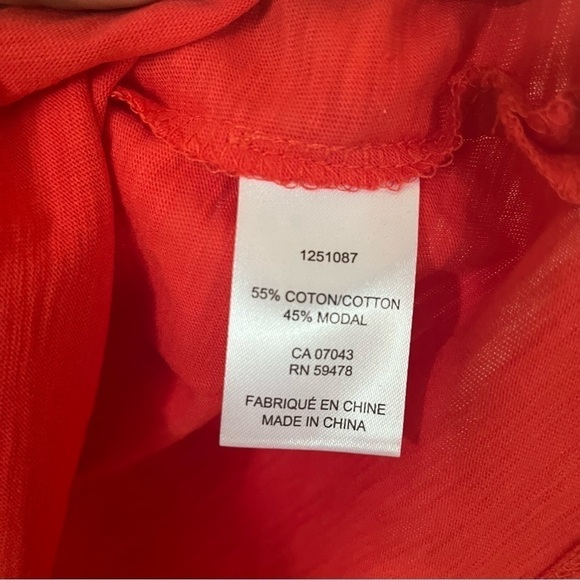 1251087
55% COTON/COTTON
45% MODAL
CA 07043
RN 59478
FABRIQUÉ EN CHINE
MADE IN CHINA